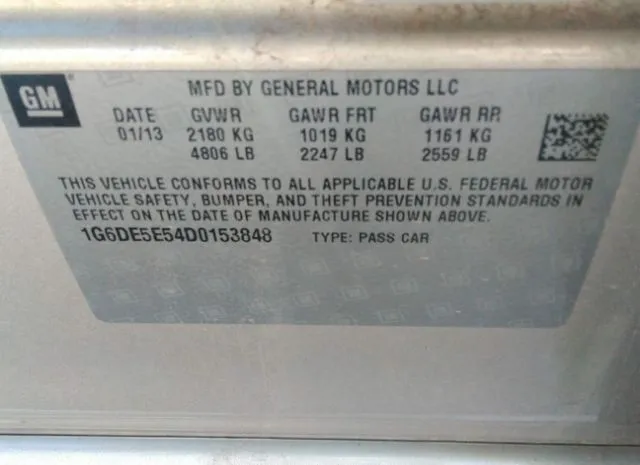 GM
MFD BY GENERAL MOTORS LLC
DATE GVWR GAWR FRT GAWR RR
01/13 2180 KG 1019 KG 1161 KG
4806 LB 2247 LB 2559 LB
THIS VEHICLE CONFORMS TO ALL APPLICABLE U.S. FEDERAL MOTOR
VEHICLE SAFETY, BUMPER, AND THEFT PREVENTION STANDARDS IN
EFFECT ON THE DATE OF MANUFACTURE SHOWN ABOVE.
1G6DE5E54D0153848 TYPE: PASS CAR